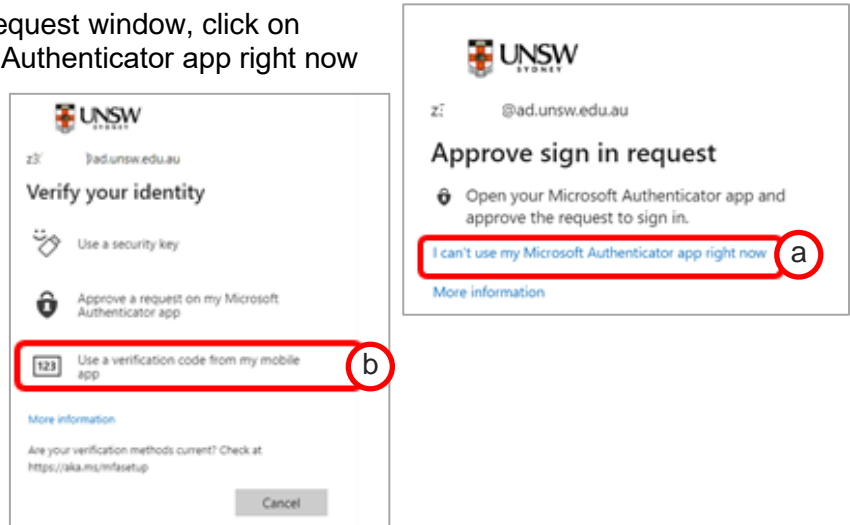 equest window, click on
Authenticator app right now
UNSW
SYDNEY
@ad.unsw.edu.au
Approve sign in request
Open your Microsoft Authenticator app and
approve the request to sign in.
I can't use my Microsoft Authenticator app right now
a
More information
UNSW
SYDNEY
ad.unsw.edu.au
Verify your identity
Use a security key
Approve a request on my Microsoft
Authenticator app
123
Use a verification code from my mobile
app
b
More information
Are your verification methods current? Check at
https://aka.ms/mfasetup
Cancel